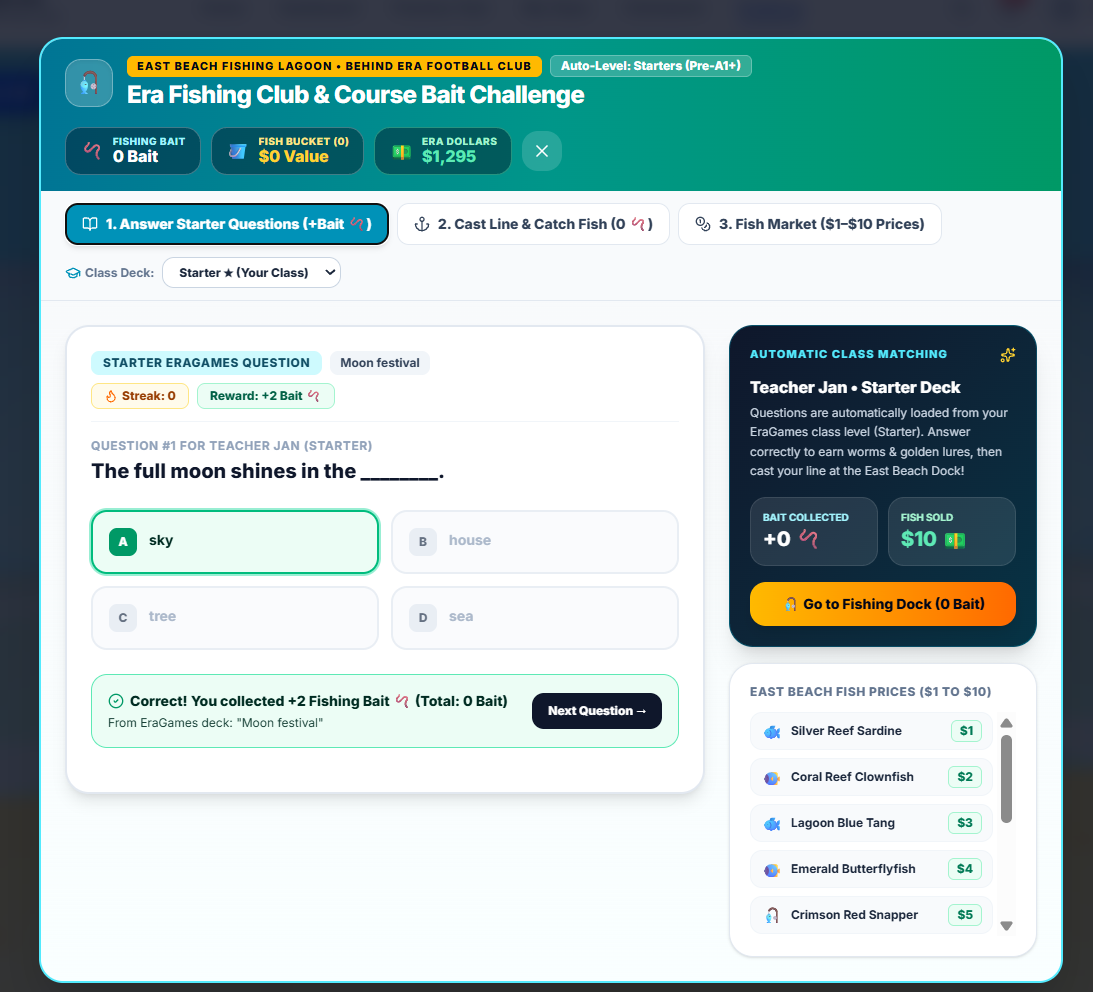 EAST BEACH FISHING LAGOON • BEHIND ERA FOOTBALL CLUB
Auto-Level: Starters (Pre-A1+)
Era Fishing Club & Course Bait Challenge
FISHING BAIT
0 Bait
FISH BUCKET (0)
$0 Value
ERA DOLLARS
$1,295
1. Answer Starter Questions (+Bait 🪱)
2. Cast Line & Catch Fish (0 🪱)
3. Fish Market ($1–$10 Prices)
Class Deck:
Starter ★ (Your Class)
STARTER ERAGAMES QUESTION
Moon festival
Streak: 0
Reward: +2 Bait 🪱
QUESTION #1 FOR TEACHER JAN (STARTER)
The full moon shines in the ________.
A sky
B house
C tree
D sea
Correct! You collected +2 Fishing Bait 🪱 (Total: 0 Bait)
From EraGames deck: "Moon festival"
Next Question →
AUTOMATIC CLASS MATCHING
Teacher Jan • Starter Deck
Questions are automatically loaded from your
EraGames class level (Starter). Answer
correctly to earn worms & golden lures, then
cast your line at the East Beach Dock!
BAIT COLLECTED
+0 🪱
FISH SOLD
$10 💵
🎣 Go to Fishing Dock (0 Bait)
EAST BEACH FISH PRICES ($1 TO $10)
Silver Reef Sardine $1
Coral Reef Clownfish $2
Lagoon Blue Tang $3
Emerald Butterflyfish $4
Crimson Red Snapper $5